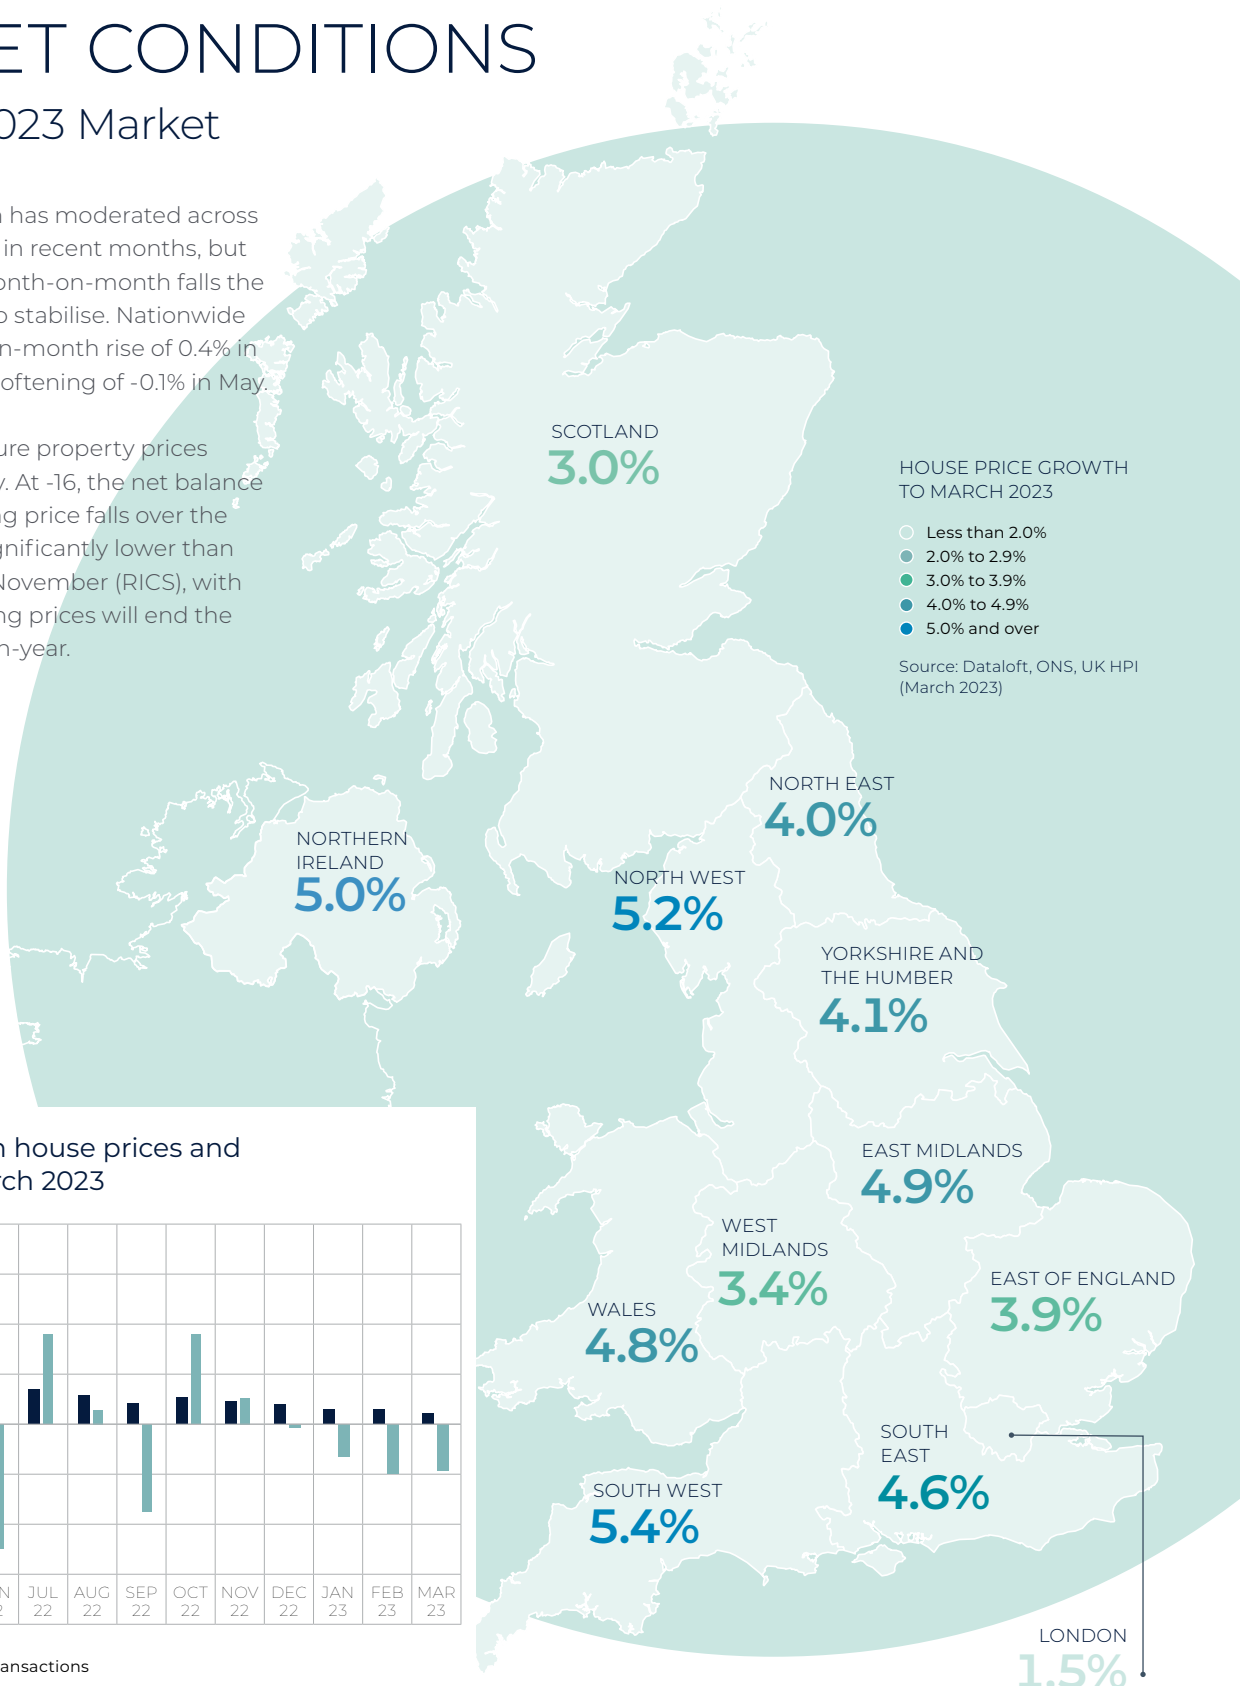 ET CONDITIONS
023 Market
has moderated across
in recent months, but
onth-on-month falls the
stabilise. Nationwide
n-month rise of 0.4% in
oftening of -0.1% in May.
ure property prices
y. At -16, the net balance
ng price falls over the
gnificantly lower than
November (RICS), with
ng prices will end the
n-year.
SCOTLAND
3.0%
HOUSE PRICE GROWTH
TO MARCH 2023
Less than 2.0%
2.0% to 2.9%
3.0% to 3.9%
4.0% to 4.9%
5.0% and over
Source: Dataloft, ONS, UK HPI
(March 2023)
NORTH EAST
4.0%
NORTHERN
IRELAND
5.0%
NORTH WEST
5.2%
YORKSHIRE AND
THE HUMBER
4.1%
EAST MIDLANDS
4.9%
WEST
MIDLANDS
3.4%
EAST OF ENGLAND
3.9%
WALES
4.8%
SOUTH
EAST
4.6%
SOUTH WEST
5.4%
LONDON
1.5%
n house prices and
rch 2023
N JUL AUG SEP OCT NOV DEC JAN FEB MAR
2 22 22 22 22 22 22 23 23 23
ansactions